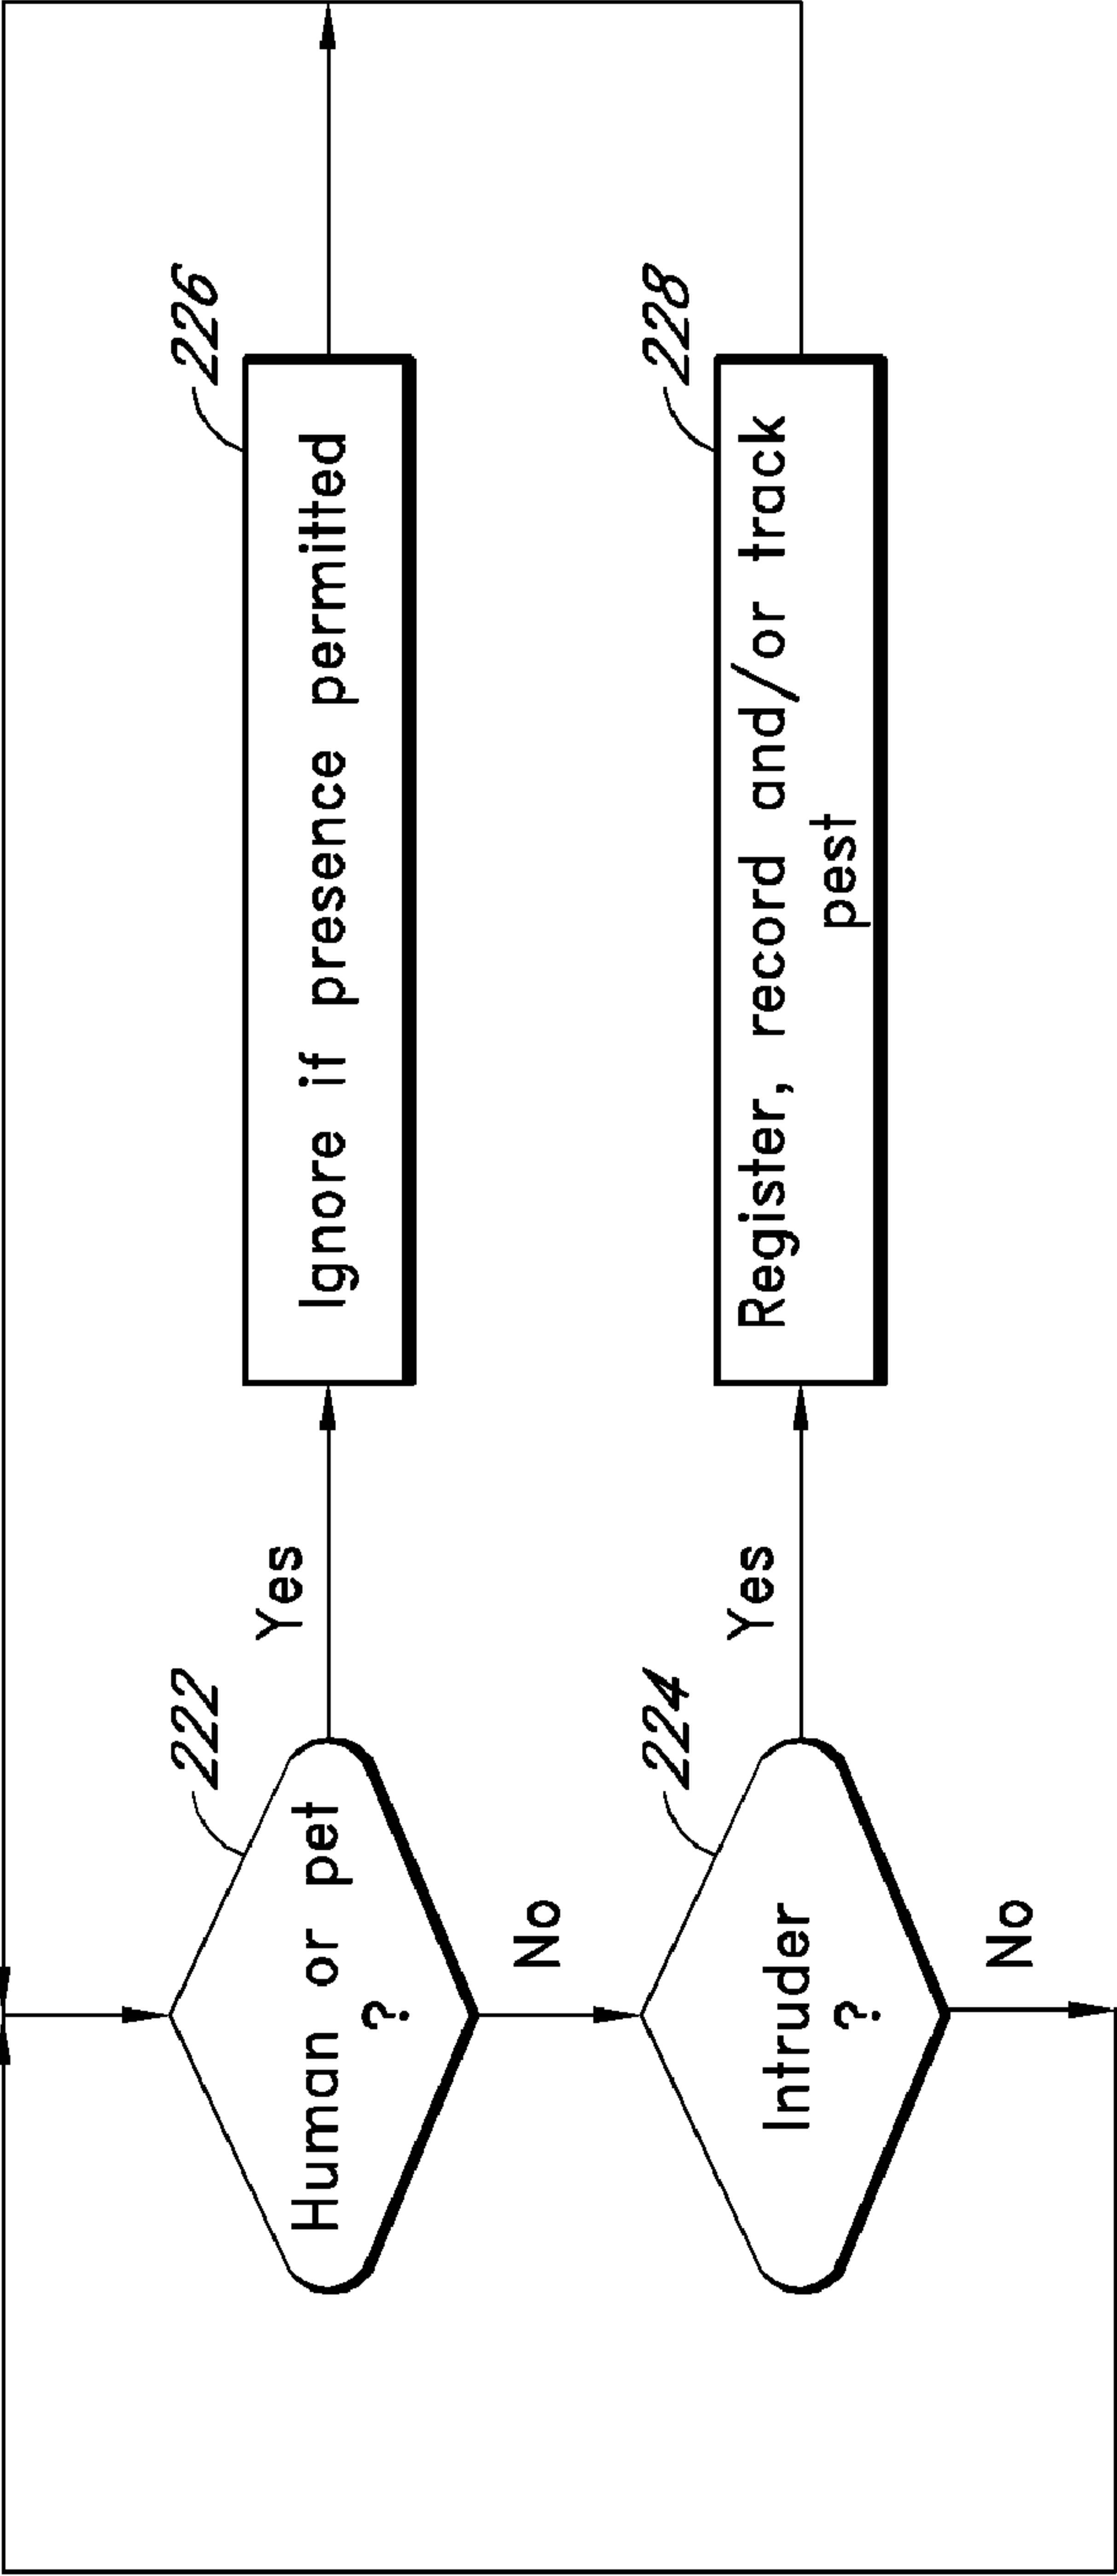 222
Human or pet
?
Yes
226
Ignore if presence permitted
No
224
Intruder
?
Yes
228
Register, record and/or track
pest
No